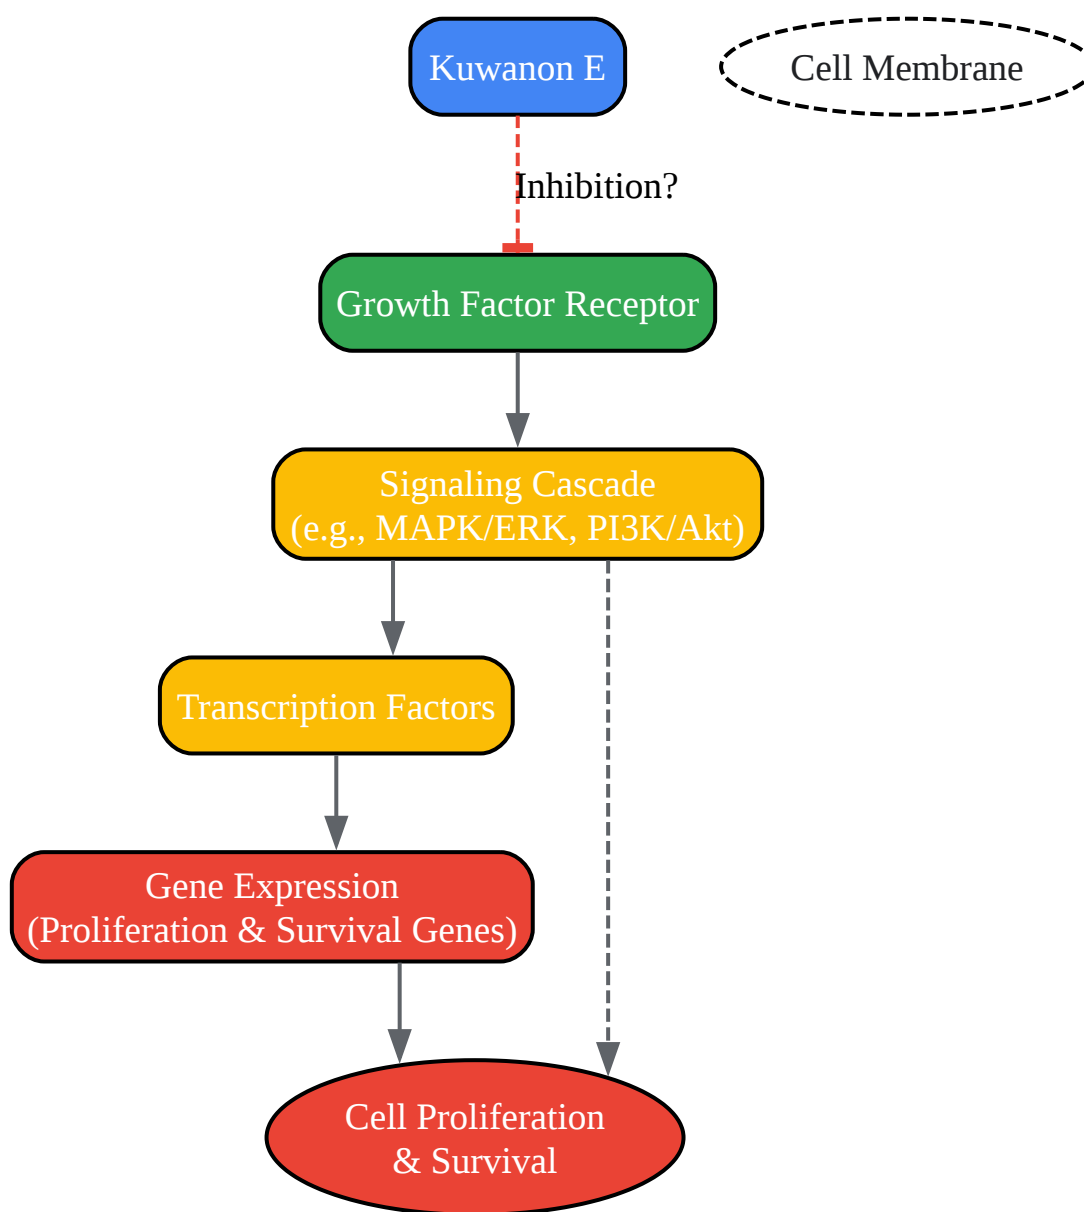 Kuwanon E
Cell Membrane
Inhibition?
Growth Factor Receptor
Signaling Cascade
(e.g., MAPK/ERK, PI3K/Akt)
Transcription Factors
Gene Expression
(Proliferation & Survival Genes)
Cell Proliferation
& Survival